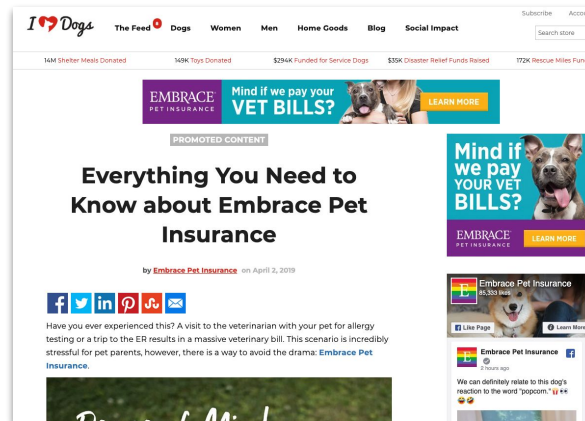 Subscribe
I Dogs
The Feed
Dogs
Women
Men
Home Goods
Blog
Social Impact
Search store
14M Shelter Meals Donated
149K Toys Donated
$294K Funded for Service Dogs
$35K Disaster Relief Funds Raised
172K Rescue Miles
EMBRACE
PET INSURANCE
Mind if we pay your
VET BILLS?
LEARN MORE
PROMOTED CONTENT
Everything You Need to
Know about Embrace Pet
Insurance
by Embrace Pet Insurance on April 2, 2019
Have you ever experienced this? A visit to the veterinarian with your pet for allergy
testing or a trip to the ER results in a massive veterinary bill. This scenario is incredibly
stressful for pet parents, however, there is a way to avoid the drama: Embrace Pet
Insurance.
Mind if
we pay
YOUR VET
BILLS?
EMBRACE
PET INSURANCE
LEARN MORE
E
Embrace Pet Insurance
85,333 likes
Like Page
Learn More
E
Embrace Pet Insurance
2 hours ago
We can definitely relate to this dog's
reaction to the word "popcorn."